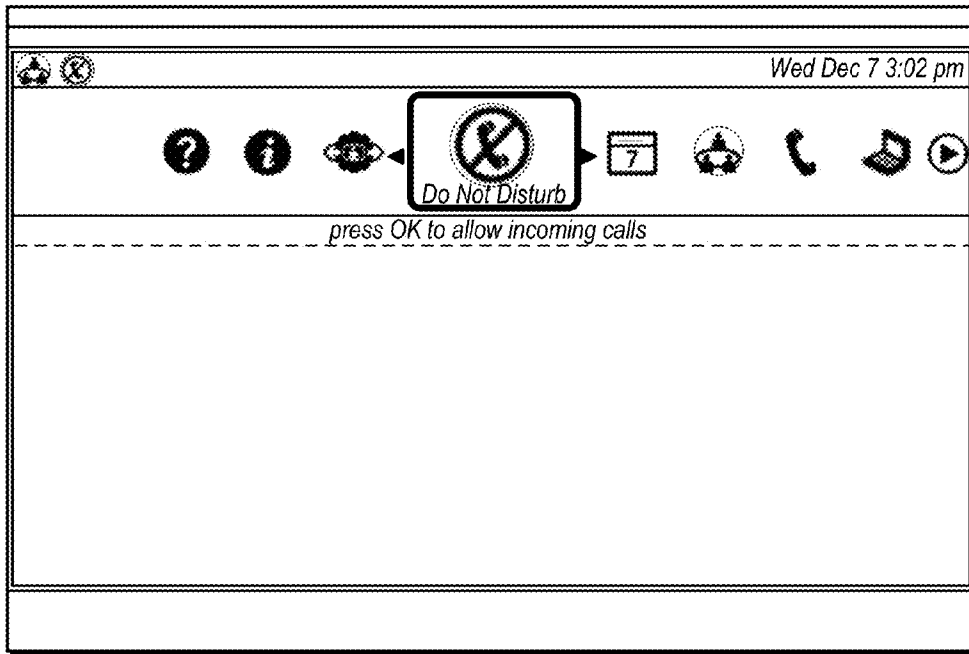 Wed Dec 7 3:02 pm
? i 7
Do Not Disturb
press OK to allow incoming calls